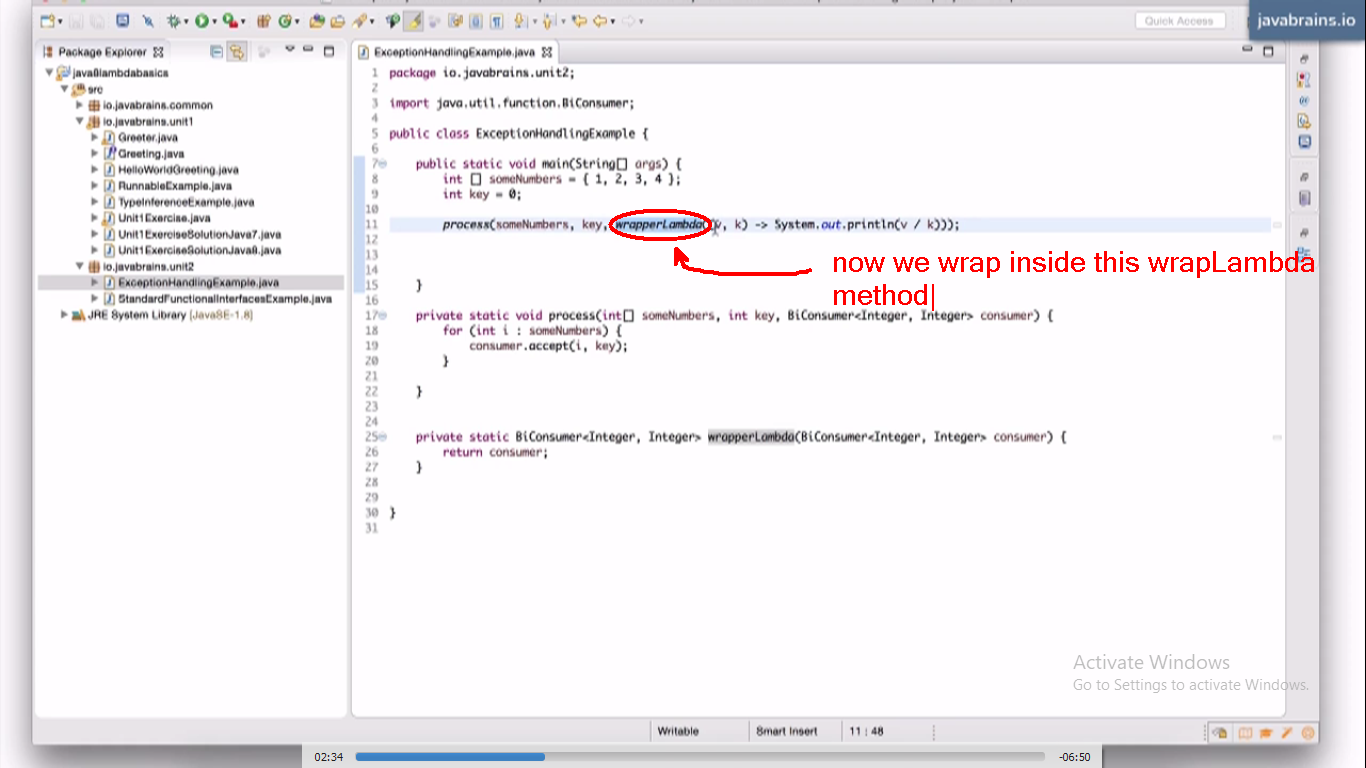 Quick Access
javabrains.io
Package Explorer
java8lambdabasics
src
io.javabrains.common
io.javabrains.unit1
Greeter.java
Greeting.java
HelloWorldGreeting.java
RunnableExample.java
TypeInferenceExample.java
Unit1Exercise.java
Unit1ExerciseSolutionJava7.java
Unit1ExerciseSolutionJava8.java
io.javabrains.unit2
ExceptionHandlingExample.java
StandardFunctionalInterfacesExample.java
JRE System Library [JavaSE-1.8]
ExceptionHandlingExample.java
1 package io.javabrains.unit2;
2
3 import java.util.function.BiConsumer;
4
5 public class ExceptionHandlingExample {
6
7 public static void main(String[] args) {
8 int [] someNumbers = { 1, 2, 3, 4 };
9 int key = 0;
10
11 process(someNumbers, key, wrapperLambda((v, k) -> System.out.println(v / k)));
12
13
14
15 }
16
17 private static void process(int[] someNumbers, int key, BiConsumer<Integer, Integer> consumer) {
18 for (int i : someNumbers) {
19 consumer.accept(i, key);
20 }
21
22 }
23
24
25 private static BiConsumer<Integer, Integer> wrapperLambda(BiConsumer<Integer, Integer> consumer) {
26 return consumer;
27 }
28
29
30 }
31
now we wrap inside this wrapLambda
method
Activate Windows
Go to Settings to activate Windows.
Writable
Smart Insert
11 : 48
02:34
-06:50